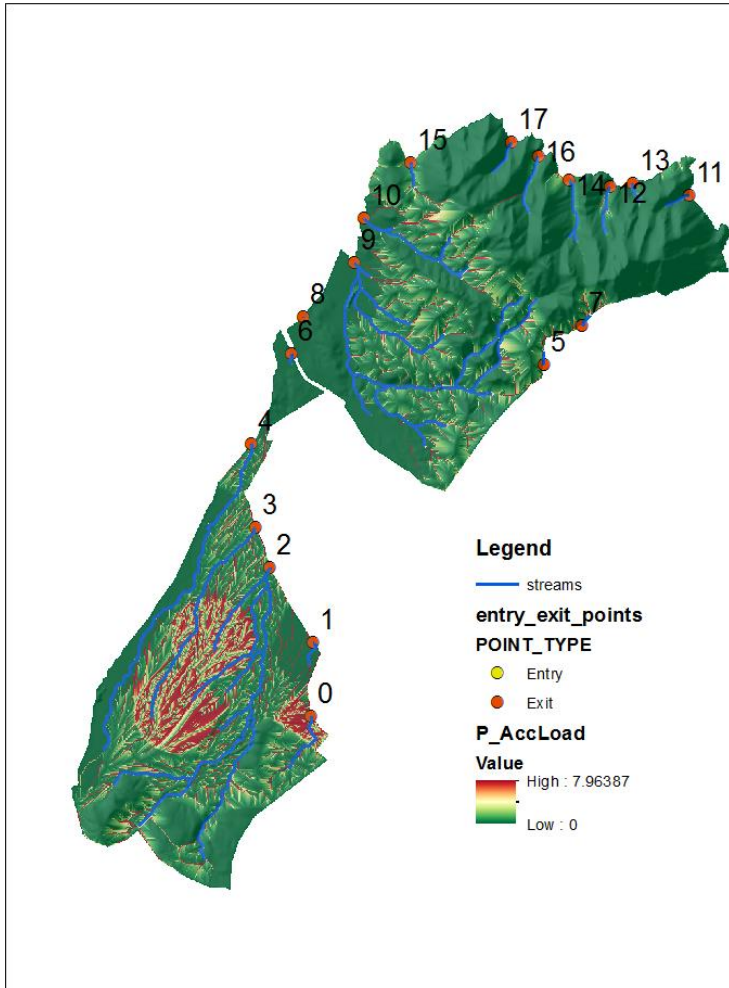 17
15
16
13
11
14
12
10
9
8
7
6
5
4
3
2
1
0
Legend
streams
entry_exit_points
POINT_TYPE
Entry
Exit
P_AccLoad
Value
High : 7.96387
Low : 0